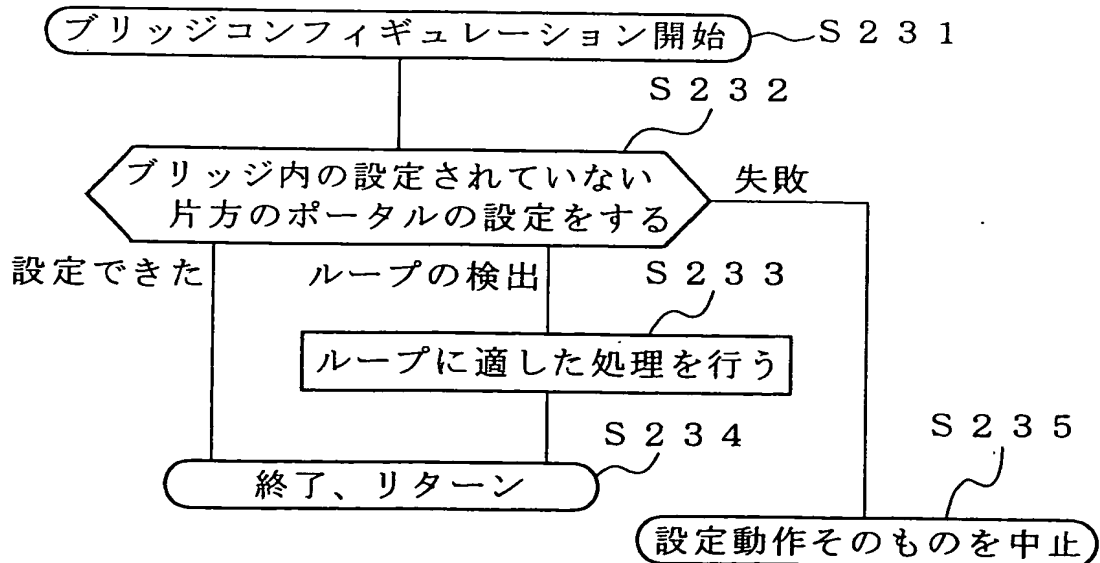 ブリッジコンフィギュレーション開始
S231
S232
ブリッジ内の設定されていない
片方のポータルの設定をする
失敗
設定できた
ループの検出
S233
ループに適した処理を行う
S234
S235
終了、リターン
設定動作そのものを中止